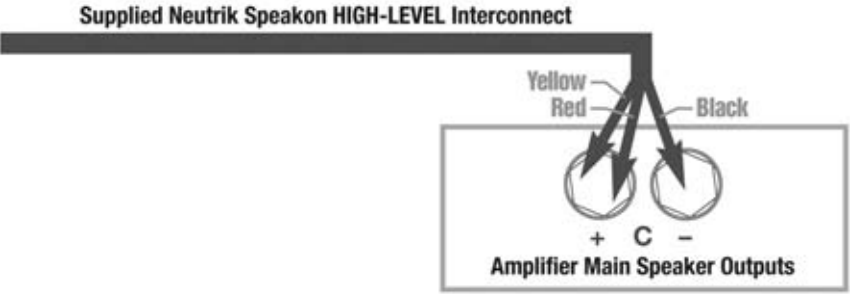 Supplied Neutrik Speakon HIGH-LEVEL Interconnect
Yellow
Red
Black
+ C –
Amplifier Main Speaker Outputs